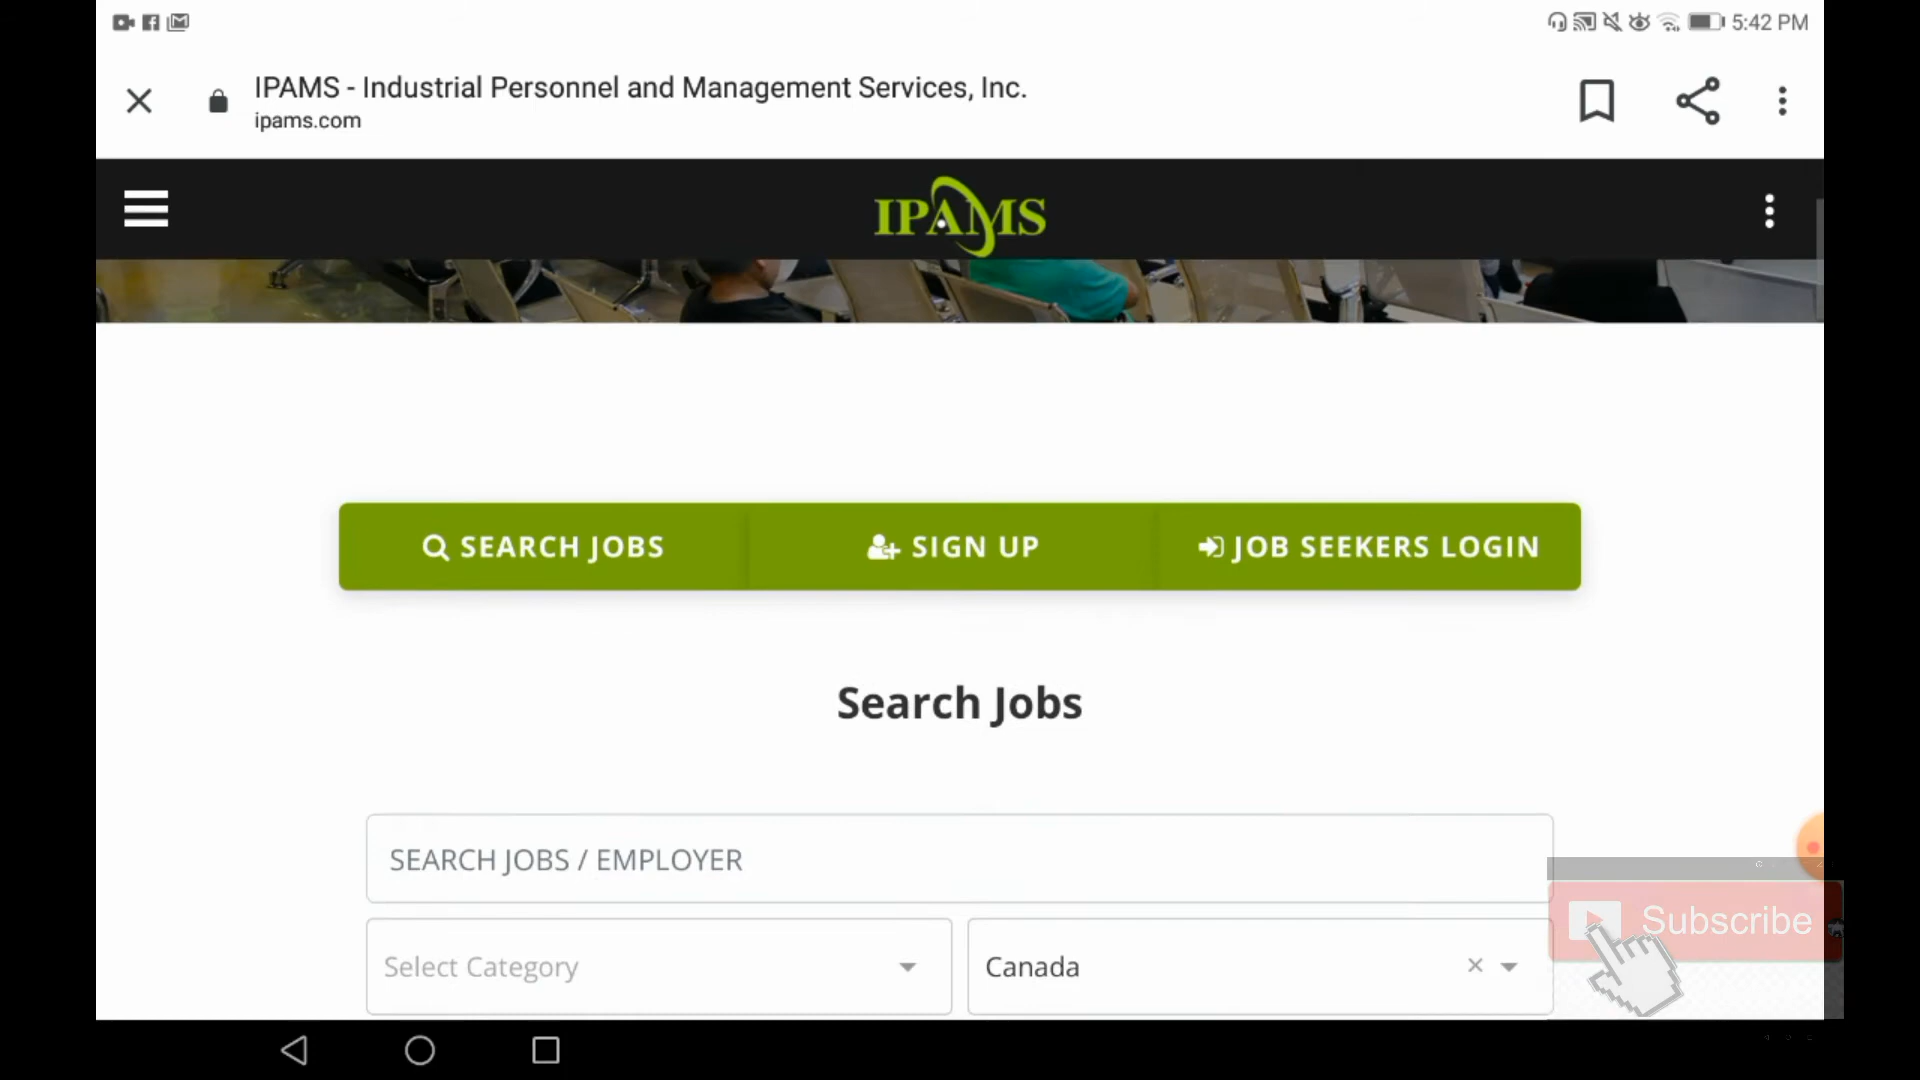 5:42 PM
IPAMS - Industrial Personnel and Management Services, Inc.
ipams.com
IPAMS
SEARCH JOBS
SIGN UP
JOB SEEKERS LOGIN
Search Jobs
SEARCH JOBS / EMPLOYER
Subscribe
Select Category
Canada